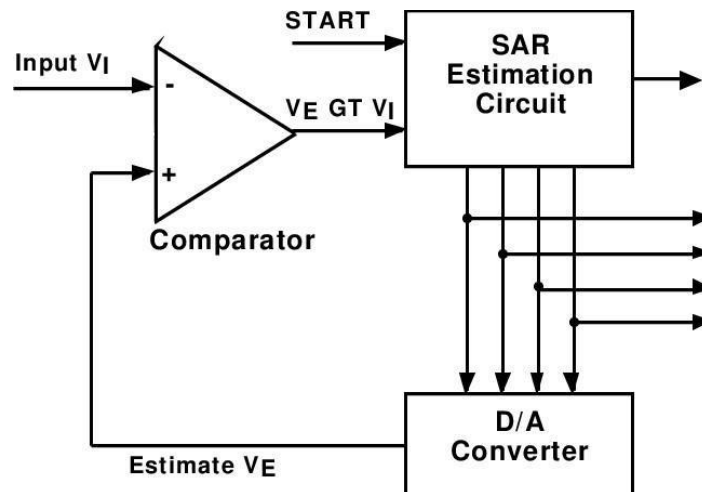 START
Input VI
-
VE GT VI
SAR
Estimation
Circuit
+
Comparator
D/A
Converter
Estimate VE